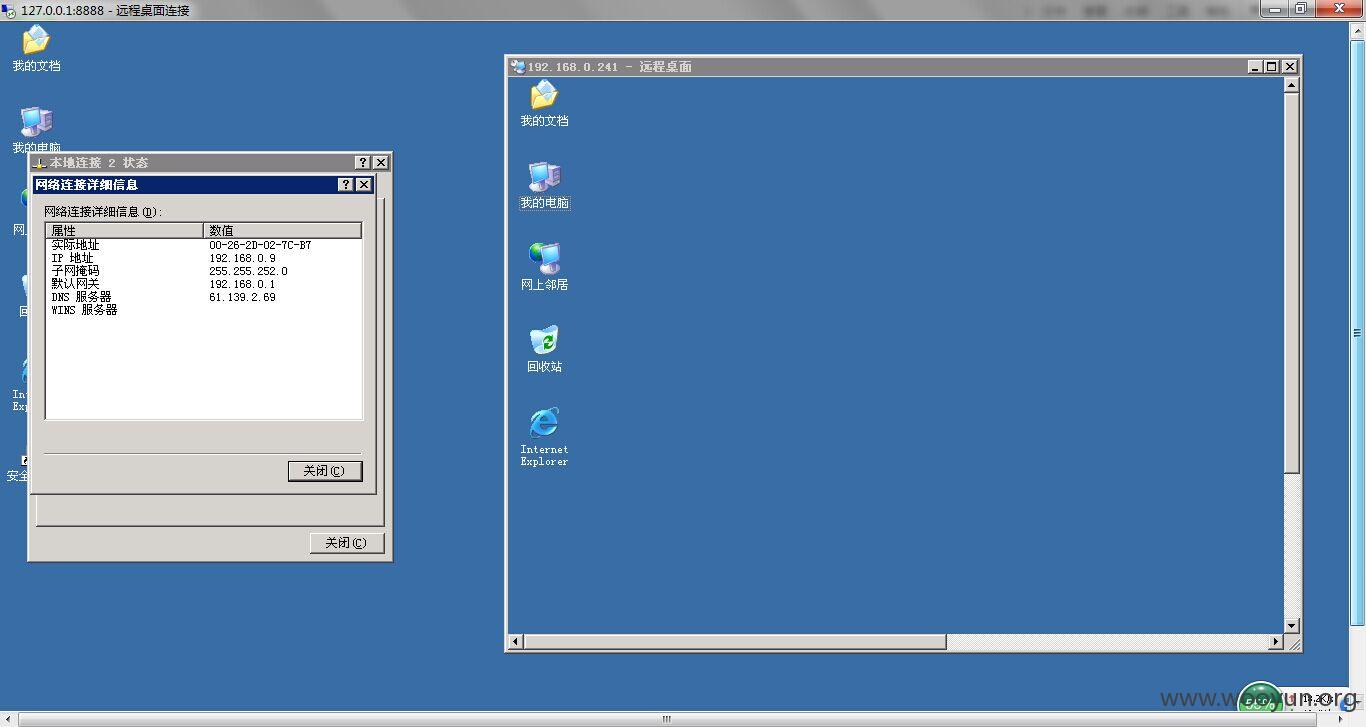 127.0.0.1:8888 - 远程桌面连接
我的文档
我的电脑
网上
回
Int
Exp
安全
本地连接 2 状态
网络连接详细信息
网络连接详细信息(D):
属性 数值
实际地址 00-26-2D-02-7C-B7
IP 地址 192.168.0.9
子网掩码 255.255.252.0
默认网关 192.168.0.1
DNS 服务器 61.139.2.69
WINS 服务器
关闭(C)
关闭(C)
192.168.0.241 - 远程桌面
我的文档
我的电脑
网上邻居
回收站
Internet
Explorer
www.wooyun.org